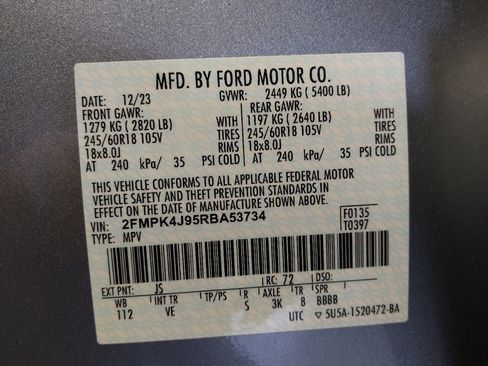 MFD. BY FORD MOTOR CO.
DATE: 12/23 GVWR: 2449 KG ( 5400 LB)
FRONT GAWR: REAR GAWR:
1279 KG ( 2820 LB) WITH 1197 KG ( 2640 LB) WITH
245/60R18 105V TIRES 245/60R18 105V TIRES
18x8.0J RIMS 18x8.0J RIMS
AT 240 kPa/ 35 PSI COLD AT 240 kPa/ 35 PSI COLD
THIS VEHICLE CONFORMS TO ALL APPLICABLE FEDERAL MOTOR
VEHICLE SAFETY AND THEFT PREVENTION STANDARDS IN
EFFECT ON THE DATE OF MANUFACTURE SHOWN ABOVE.
VIN: 2FMPK4J95RBA53734 F0135
TYPE: MPV T0397
EXT PNT: JS RC: 72 DSO:
WB INT TR TP/PS R AXLE TR SPR
112 VE S 3K 8 BBBB
UTC ▽ 5U5A-1520472-BA